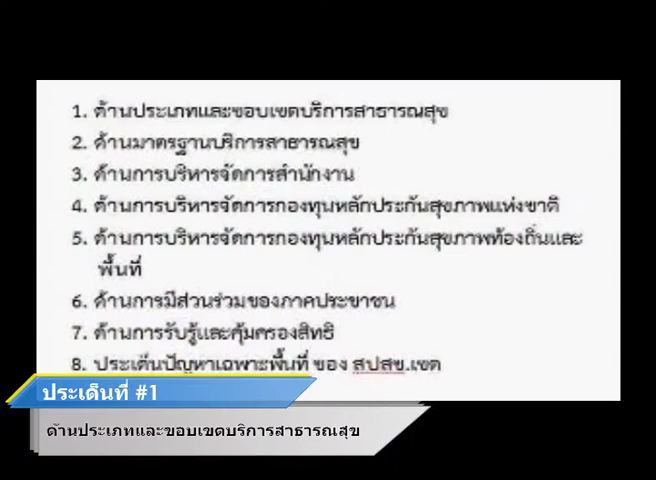 1. ด้านประเภทและขอบเขตบริการสาธารณสุข
2. ด้านมาตรฐานบริการสาธารณสุข
3. ด้านการบริหารจัดการสำนักงาน
4. ด้านการบริหารจัดการกองทุนหลักประกันสุขภาพแห่งชาติ
5. ด้านการบริหารจัดการกองทุนหลักประกันสุขภาพท้องถิ่นและ
พื้นที่
6. ด้านการมีส่วนร่วมของภาคประชาชน
7. ด้านการรับรู้และคุ้มครองสิทธิ
8. ประเด็นปัญหาเฉพาะพื้นที่ ของ สปสช.เขต
ประเด็นที่ #1
ด้านประเภทและขอบเขตบริการสาธารณสุข